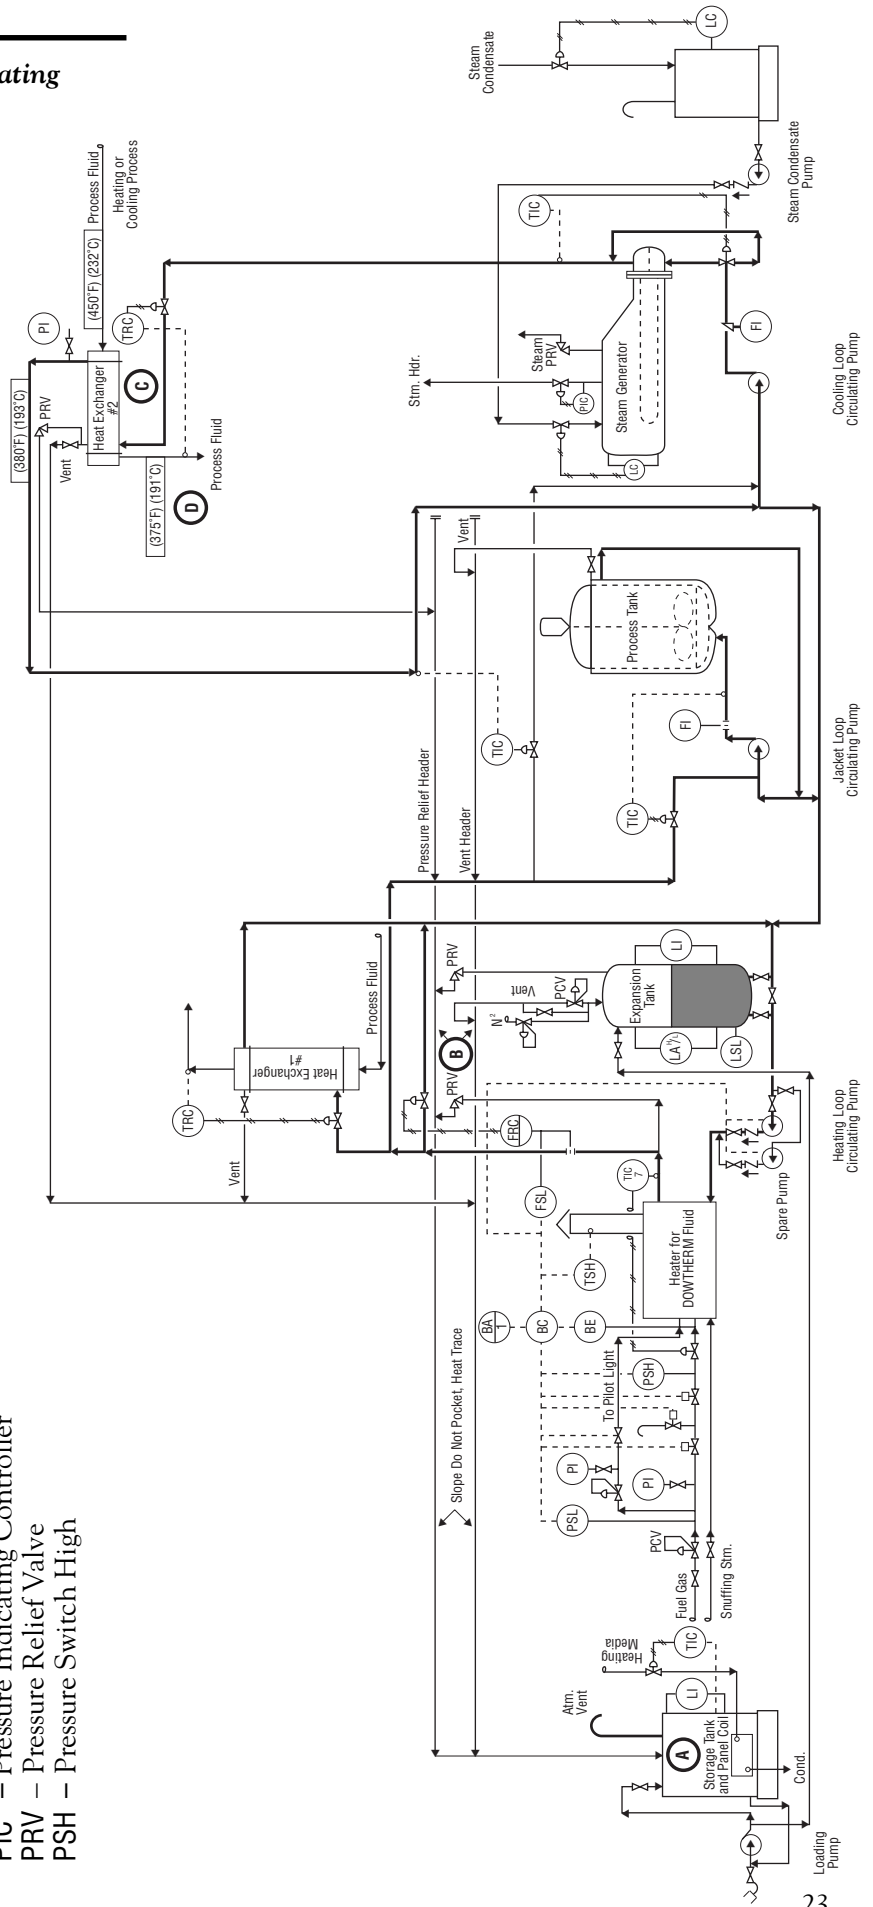 ating
PIC – Pressure Indicating Controller
PRV – Pressure Relief Valve
PSH – Pressure Switch High
LC
Steam
Condensate
Steam Condensate
Pump
TIC
Process Fluid
Heating or
Cooling Process
(450˚F) (232˚C)
PI
TRC
C
Heat Exchanger
#2
(380˚F) (193˚C)
PRV
Vent
(375˚F) (191˚C)
D
Process Fluid
Stm. Hdr.
Steam
PRV
PIC
LC
Steam Generator
FI
Cooling Loop
Circulating Pump
Vent
Process Tank
TIC
FI
TIC
Jacket Loop
Circulating Pump
Pressure Relief Header
Vent Header
Process Fluid
Heat Exchanger
#1
TRC
Vent
PRV
Vent
PCV
N2
B
PRV
Expansion
Tank
LI
LA H/L
LSL
FRC
FSL
TIC
7
TSH
Heater for
DOWTHERM Fluid
Heating Loop
Circulating Pump
Spare Pump
BA
1
BC
BE
PSH
To Pilot Light
PI
PI
PSL
PCV
Fuel Gas
Snuffing Stm.
Slope Do Not Pocket, Heat Trace
Heating
Media
TIC
LI
Atm.
Vent
A
Storage Tank
and Panel Coil
Cond.
Loading
Pump
23